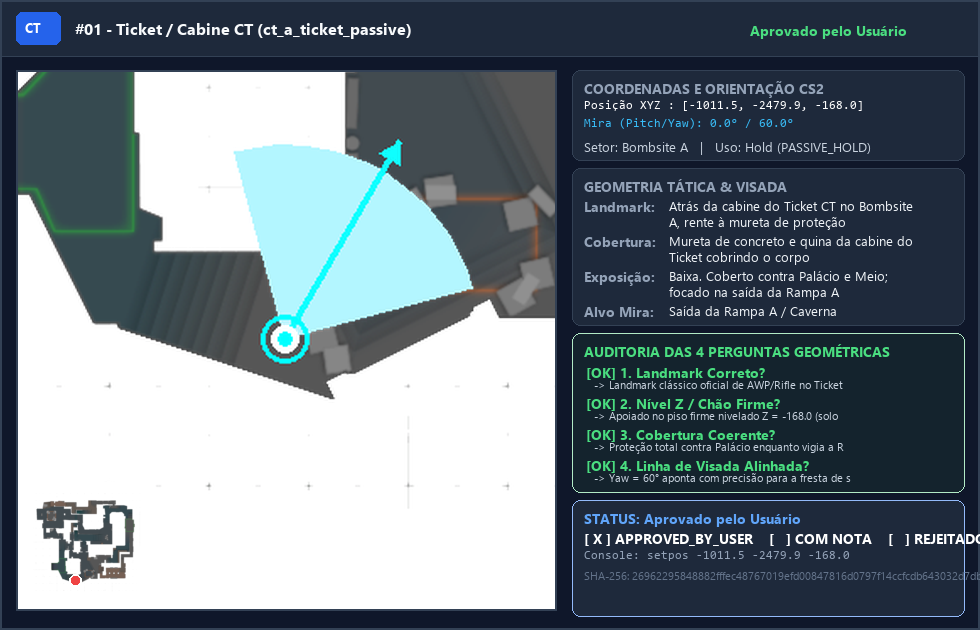 CT
#01 - Ticket / Cabine CT (ct_a_ticket_passive)
Aprovado pelo Usuário
COORDENADAS E ORIENTAÇÃO CS2
Posição XYZ : [-1011.5, -2479.9, -168.0]
Mira (Pitch/Yaw): 0.0° / 60.0°
Setor: Bombsite A | Uso: Hold (PASSIVE_HOLD)
GEOMETRIA TÁTICA & VISADA
Landmark: Atrás da cabine do Ticket CT no Bombsite
A, rente à mureta de proteção
Cobertura: Mureta de concreto e quina da cabine do
Ticket cobrindo o corpo
Exposição: Baixa. Coberto contra Palácio e Meio;
focado na saída da Rampa A
Alvo Mira: Saída da Rampa A / Caverna
AUDITORIA DAS 4 PERGUNTAS GEOMÉTRICAS
[OK] 1. Landmark Correto?
-> Landmark clássico oficial de AWP/Rifle no Ticket
[OK] 2. Nível Z / Chão Firme?
-> Apoiado no piso firme nivelado Z = -168.0 (solo
[OK] 3. Cobertura Coerente?
-> Proteção total contra Palácio enquanto vigia a R
[OK] 4. Linha de Visada Alinhada?
-> Yaw = 60° aponta com precisão para a fresta de s
STATUS: Aprovado pelo Usuário
[ X ] APPROVED_BY_USER [ ] COM NOTA [ ] REJEITADO
Console: setpos -1011.5 -2479.9 -168.0
SHA-256: 26962295848882fffec48767019efd00847816d0797f14ccfcdb643032d7db